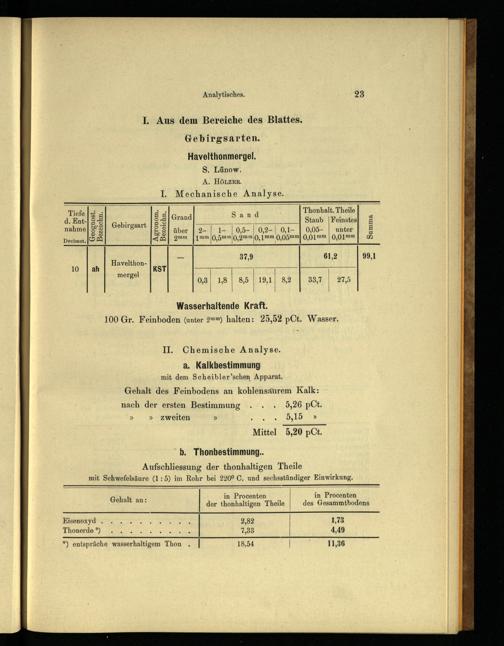 Analytisches. 23
I. Aus dem Bereiche des Blattes.
Gebirgsarten.
Havelthonmergel.
S. Lünow.
A. HÖLZER.
I. Mechanische Analyse.
Tiefe d. Ent- nahme Decimet. | Geognost. Bezeichn. | Gebirgsart | Agronom. Bezeichn. | Grand über 2mm | Sand 2– 1mm | 1– 0,5mm | 0,5– 0,2mm | 0,2– 0,1mm | 0,1– 0,05mm | Thonhalt. Theile Staub 0,05– 0,01mm | Feinstes unter 0,01mm | Summa
10 | ah | Havelthon- mergel | KST | — | 37,9 | 61,2 | 99,1
0,3 | 1,8 | 8,5 | 19,1 | 8,2 | 33,7 | 27,5
Wasserhaltende Kraft.
100 Gr. Feinboden (unter 2mm) halten: 25,52 pCt. Wasser.
II. Chemische Analyse.
a. Kalkbestimmung
mit dem Scheibler'schen Apparat.
Gehalt des Feinbodens an kohlensaurem Kalk:
nach der ersten Bestimmung . . . 5,26 pCt.
» » zweiten » . . . 5,15 »
Mittel 5,20 pCt.
b. Thonbestimmung.
Aufschliessung der thonhaltigen Theile
mit Schwefelsäure (1:5) im Rohr bei 220° C, und sechsständiger Einwirkung.
Gehalt an: | in Procenten der thonhaltigen Theile | in Procenten des Gesammtbodens
Eisenoxyd . . . . . . . . . . 2,82 1,73
Thonerde *) . . . . . . . . . 7,33 4,49
*) entspräche wasserhaltigem Thon . 18,54 11,36